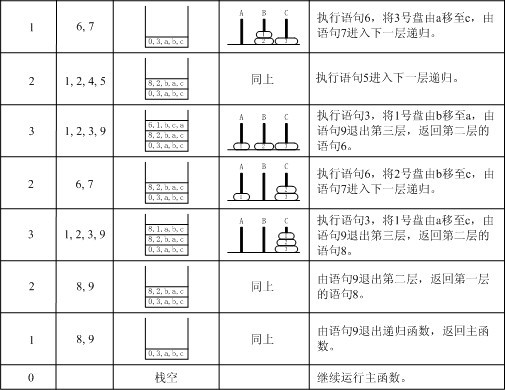 1
6, 7
0, 3, a, b, c
A B C
执行语句6，将3号盘由a移至c，由
语句7进入下一层递归。
2
1, 2, 4, 5
8, 2, b, a, c
0, 3, a, b, c
同上
执行语句5进入下一层递归。
3
1, 2, 3, 9
6, 1, b, c, a
8, 2, b, a, c
0, 3, a, b, c
A B C
执行语句3，将1号盘由b移至a，由
语句9退出第三层，返回第二层的
语句6。
2
6, 7
8, 2, b, a, c
0, 3, a, b, c
A B C
执行语句6，将2号盘由b移至c，由
语句7进入下一层递归。
3
1, 2, 3, 9
8, 1, a, b, c
8, 2, b, a, c
0, 3, a, b, c
A B C
执行语句3，将1号盘由a移至c，由
语句9退出第三层，返回第二层的
语句8。
2
8, 9
8, 2, b, a, c
0, 3, a, b, c
同上
由语句9退出第二层，返回第一层
的语句8。
1
8, 9
0, 3, a, b, c
同上
由语句9退出递归函数，返回主函
数。
0
栈空
继续运行主函数。